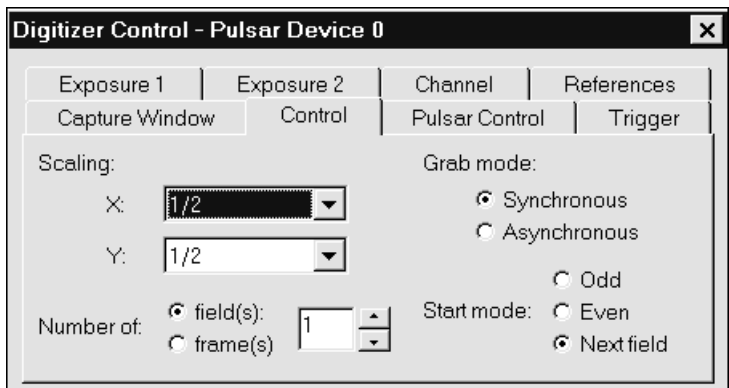 Digitizer Control - Pulsar Device 0
Exposure 1 Exposure 2 Channel References
Capture Window Control Pulsar Control Trigger
Scaling:
X: 1/2
Y: 1/2
Number of: field(s): 1
frame(s)
Grab mode:
Synchronous
Asynchronous
Start mode: Odd
Even
Next field